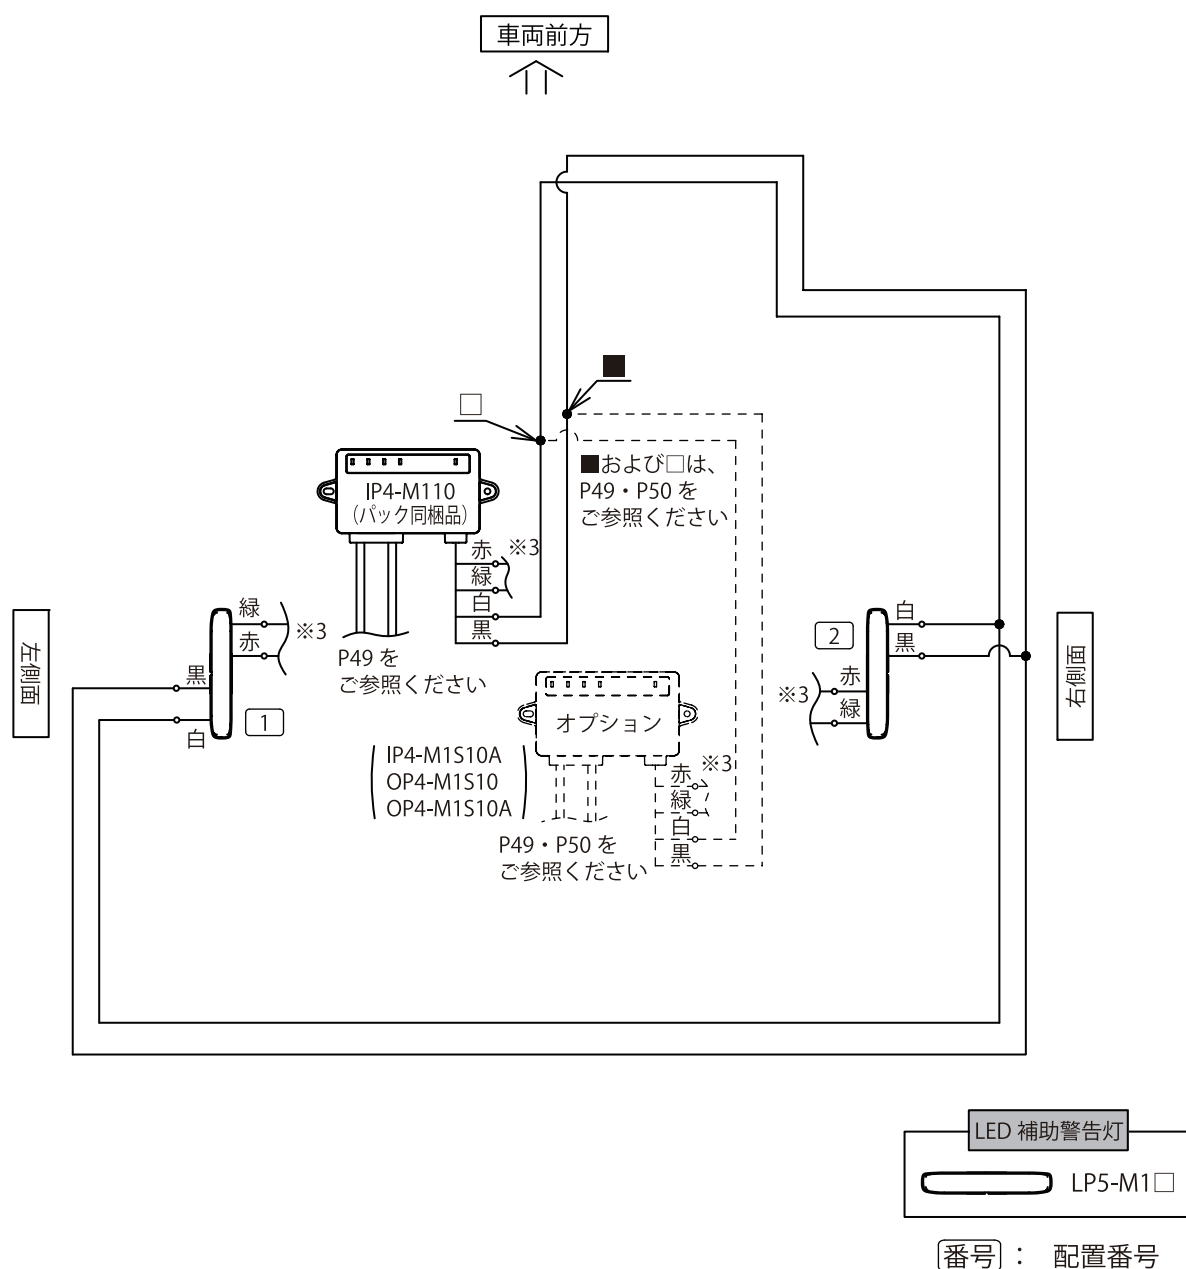 車両前方
■
□
■および□は、
P49・P50 を
ご参照ください
IP4-M110
（パック同梱品）
赤
緑
白
黒
※3
P49 を
ご参照ください
左側面
緑
赤
※3
黒
白
1
2
白
黒
赤
緑
※3
右側面
オプション
IP4-M1S10A
OP4-M1S10
OP4-M1S10A
赤
緑
白
黒
※3
P49・P50 を
ご参照ください
LED 補助警告灯
LP5-M1□
番号 ： 配置番号